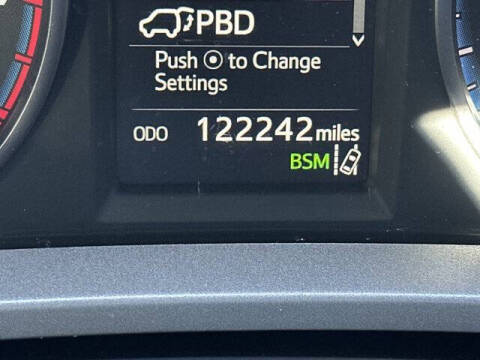 PBD
Push to Change
Settings
ODO 122242 miles
BSM